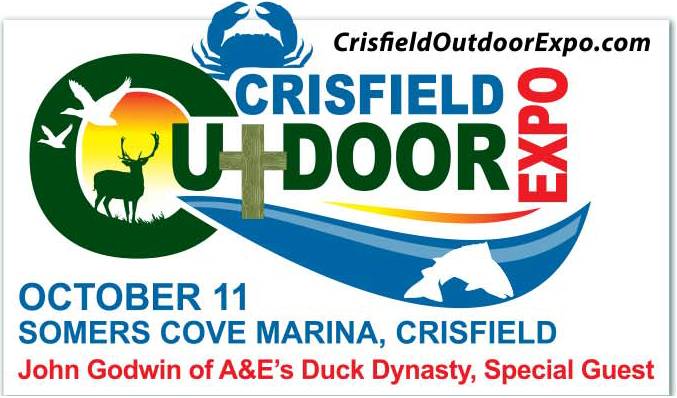 CrisfieldOutdoorExpo.com
CRISFIELD
OUTDOOR
EXPO
OCTOBER 11
SOMERS COVE MARINA, CRISFIELD
John Godwin of A&E's Duck Dynasty, Special Guest